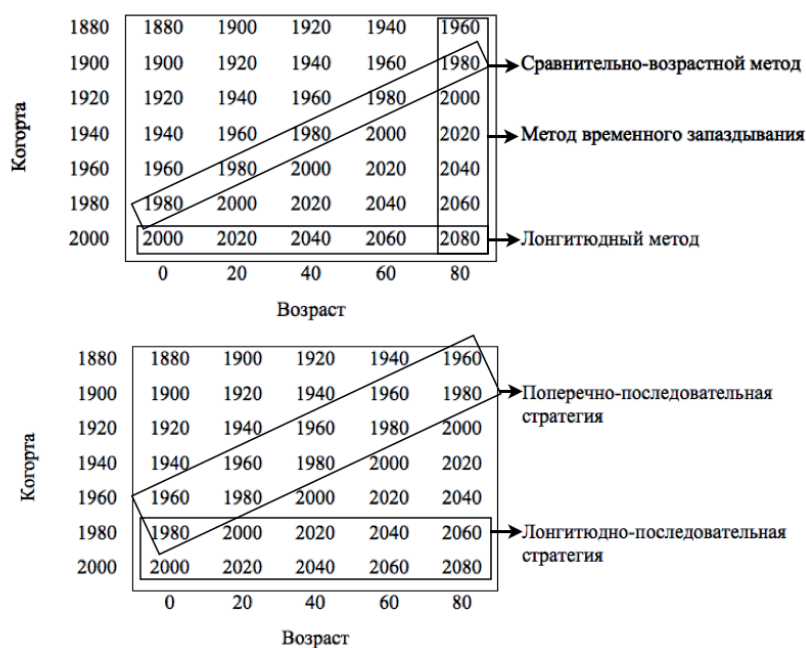 1880 1880 1900 1920 1940 1960
1900 1900 1920 1940 1960 1980 Сравнительно-возрастной метод
1920 1920 1940 1960 1980 2000
1940 1940 1960 1980 2000 2020 Метод временного запаздывания
1960 1960 1980 2000 2020 2040
1980 1980 2000 2020 2040 2060
2000 2000 2020 2040 2060 2080 Лонгитюдный метод
0 20 40 60 80
Возраст
Когорта
1880 1880 1900 1920 1940 1960
1900 1900 1920 1940 1960 1980 Поперечно-последовательная
стратегия
1920 1920 1940 1960 1980 2000
1940 1940 1960 1980 2000 2020
1960 1960 1980 2000 2020 2040
1980 1980 2000 2020 2040 2060 Лонгитюдно-последовательная
стратегия
2000 2000 2020 2040 2060 2080
0 20 40 60 80
Возраст
Когорта